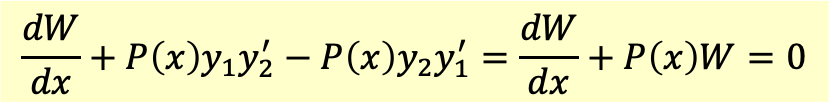 dW/dx + P(x)y₁y₂′ − P(x)y₂y₁′ = dW/dx + P(x)W = 0